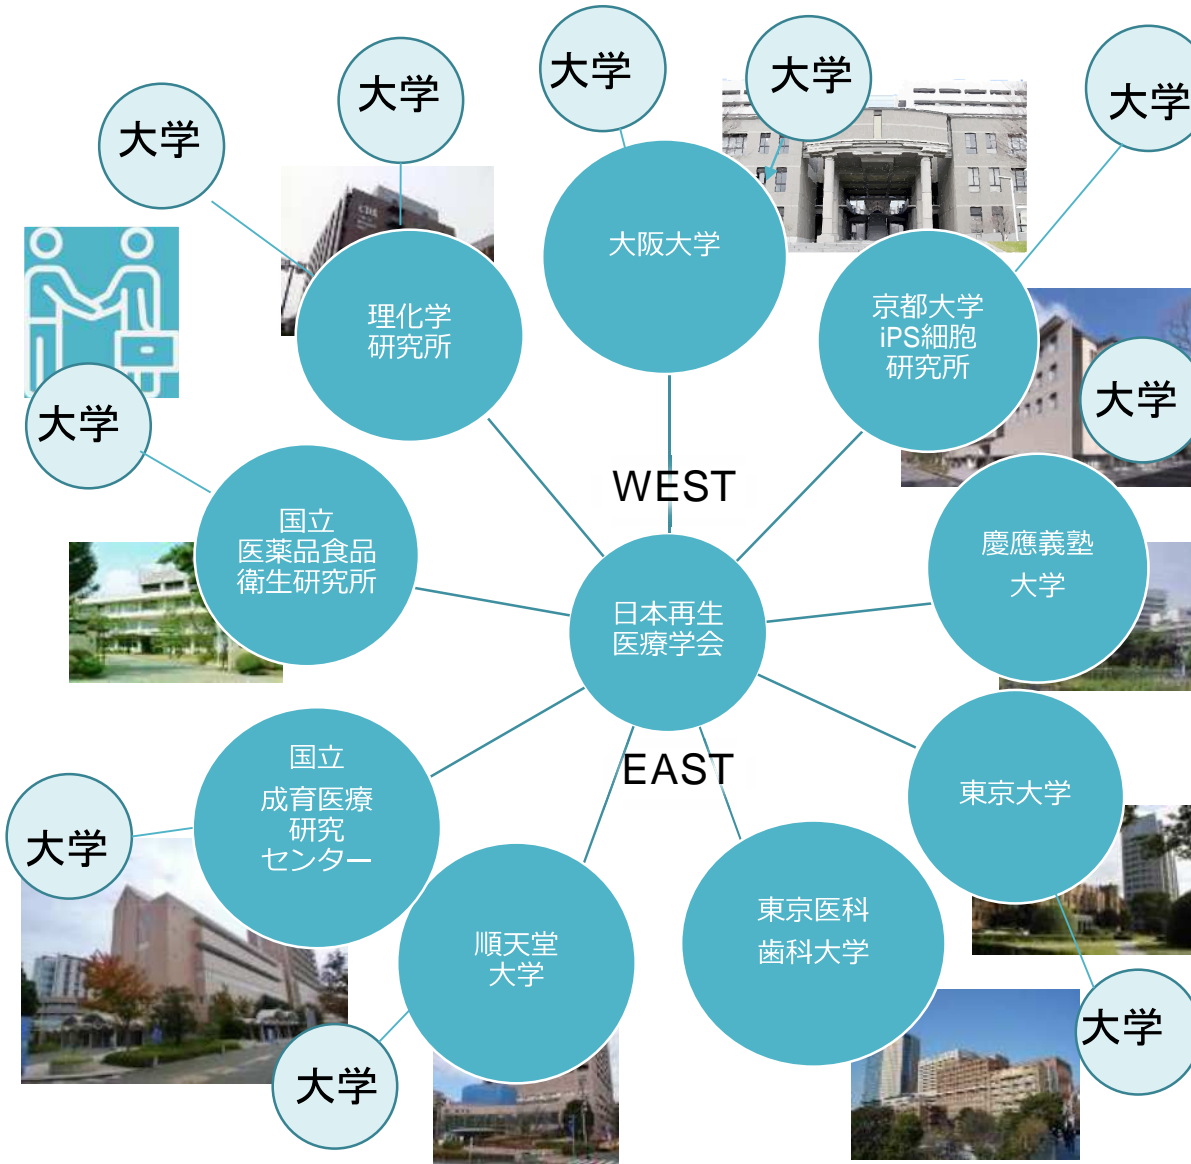 大学
大学
大学
大学
大学
大阪大学
理化学
研究所
京都大学
iPS細胞
研究所
大学
大学
WEST
国立
医薬品食品
衛生研究所
慶應義塾
大学
日本再生
医療学会
EAST
国立
成育医療
研究
センター
東京大学
大学
順天堂
大学
東京医科
歯科大学
大学
大学